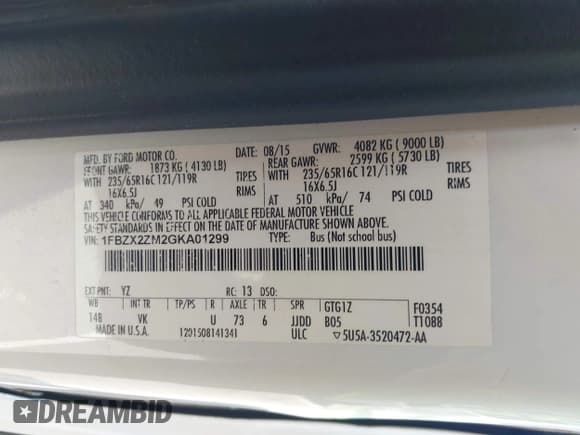 MFD. BY FORD MOTOR CO. DATE: 08/15 GVWR: 4082 KG ( 9000 LB)
FRONT GAWR: 1873 KG ( 4130 LB) REAR GAWR: 2599 KG ( 5730 LB)
WITH 235/65R16C 121/119R TIRES WITH 235/65R16C 121/119R TIRES
16X6.5J RIMS 16X6.5J RIMS
AT 340 kPa/ 49 PSI COLD AT 510 kPa/ 74 PSI COLD
THIS VEHICLE CONFORMS TO ALL APPLICABLE FEDERAL MOTOR VEHICLE
SAFETY STANDARDS IN EFFECT ON THE DATE OF MANUFACTURE SHOWN ABOVE.
VIN: 1FBZX2ZM2GKA01299 TYPE: Bus (Not school bus)
EXT PNT: YZ RC: 13 DSO:
WB INT TR TP/PS R AXLE TR SPR GTG1Z F0354
148 VK U 73 6 JJDD B05 T1088
MADE IN U.S.A. 1201508141341 ULC ▽5U5A-3520472-AA
DREAMBID